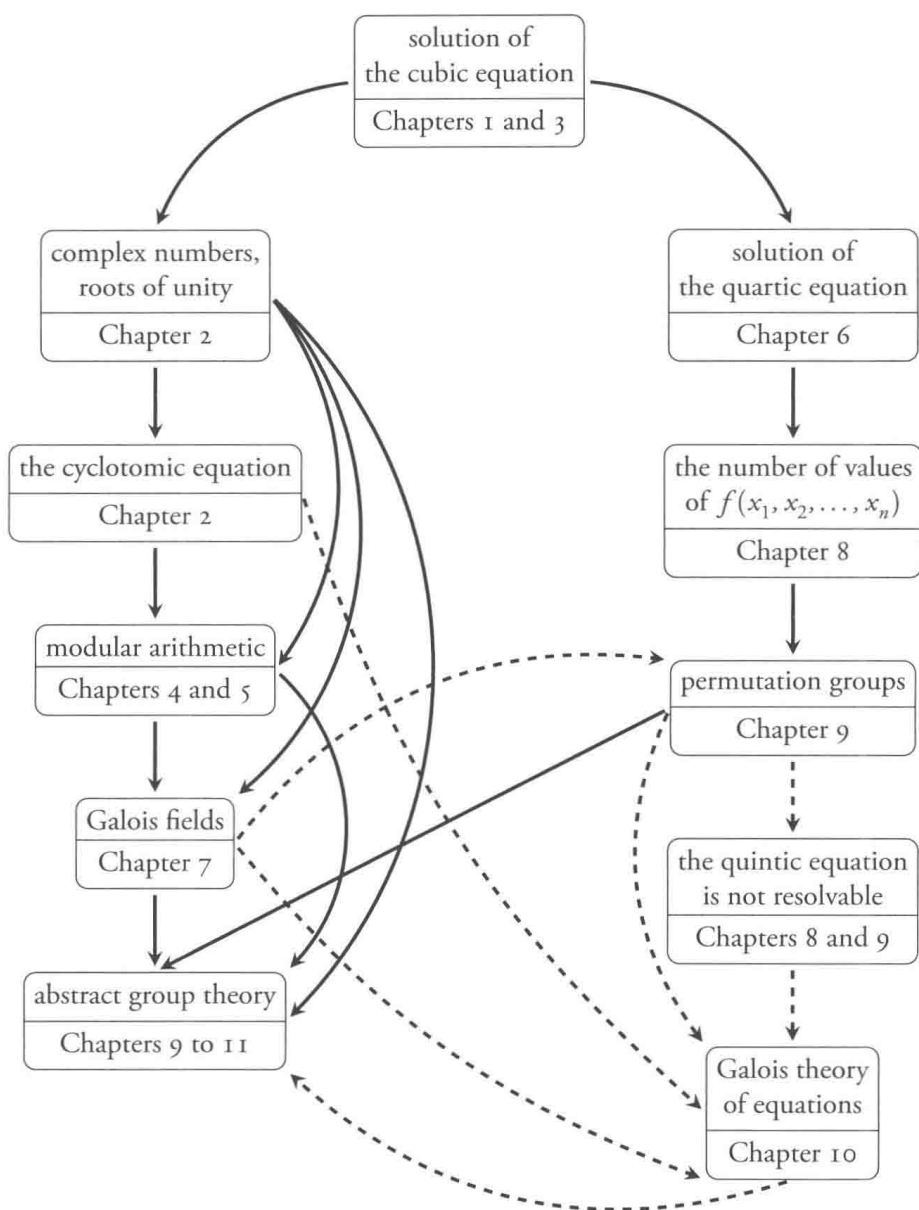 solution of
the cubic equation
Chapters 1 and 3
complex numbers,
roots of unity
Chapter 2
solution of
the quartic equation
Chapter 6
the cyclotomic equation
Chapter 2
the number of values
of f(x₁, x₂, . . . , xₙ)
Chapter 8
modular arithmetic
Chapters 4 and 5
permutation groups
Chapter 9
Galois fields
Chapter 7
the quintic equation
is not resolvable
Chapters 8 and 9
abstract group theory
Chapters 9 to 11
Galois theory
of equations
Chapter 10